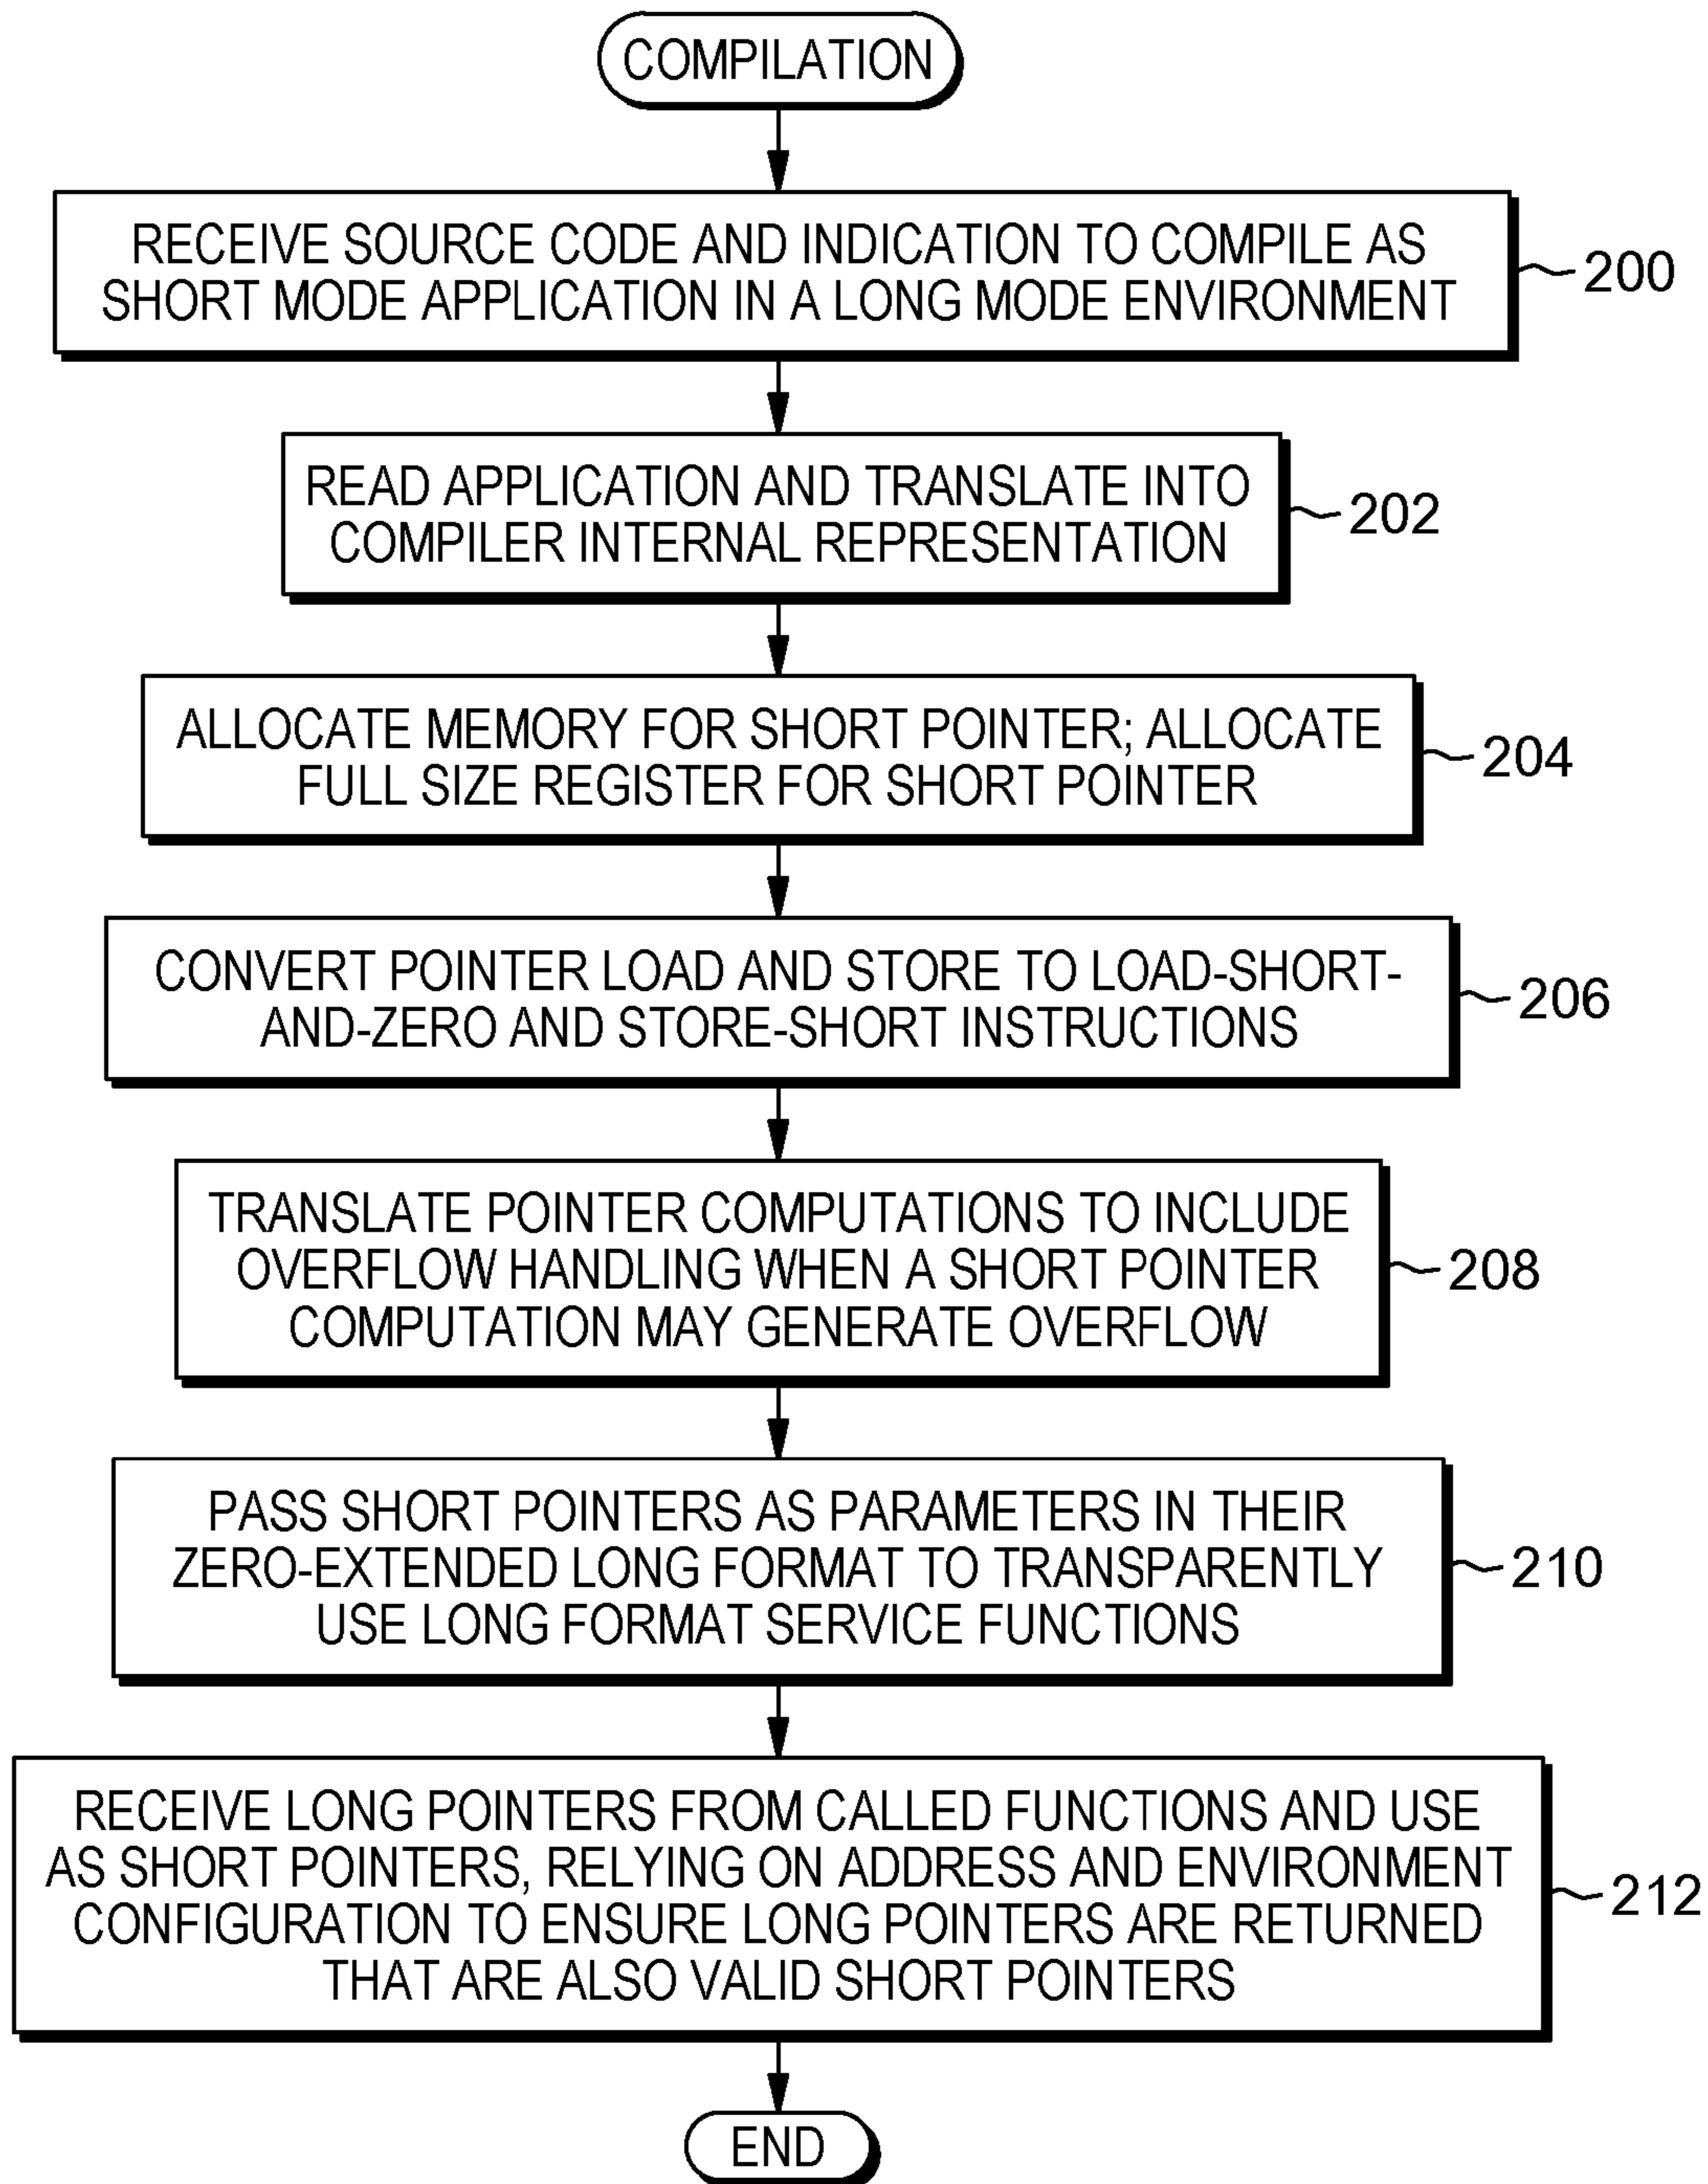 COMPILATION
RECEIVE SOURCE CODE AND INDICATION TO COMPILE AS
SHORT MODE APPLICATION IN A LONG MODE ENVIRONMENT
200
READ APPLICATION AND TRANSLATE INTO
COMPILER INTERNAL REPRESENTATION
202
ALLOCATE MEMORY FOR SHORT POINTER; ALLOCATE
FULL SIZE REGISTER FOR SHORT POINTER
204
CONVERT POINTER LOAD AND STORE TO LOAD-SHORT-
AND-ZERO AND STORE-SHORT INSTRUCTIONS
206
TRANSLATE POINTER COMPUTATIONS TO INCLUDE
OVERFLOW HANDLING WHEN A SHORT POINTER
COMPUTATION MAY GENERATE OVERFLOW
208
PASS SHORT POINTERS AS PARAMETERS IN THEIR
ZERO-EXTENDED LONG FORMAT TO TRANSPARENTLY
USE LONG FORMAT SERVICE FUNCTIONS
210
RECEIVE LONG POINTERS FROM CALLED FUNCTIONS AND USE
AS SHORT POINTERS, RELYING ON ADDRESS AND ENVIRONMENT
CONFIGURATION TO ENSURE LONG POINTERS ARE RETURNED
THAT ARE ALSO VALID SHORT POINTERS
212
END